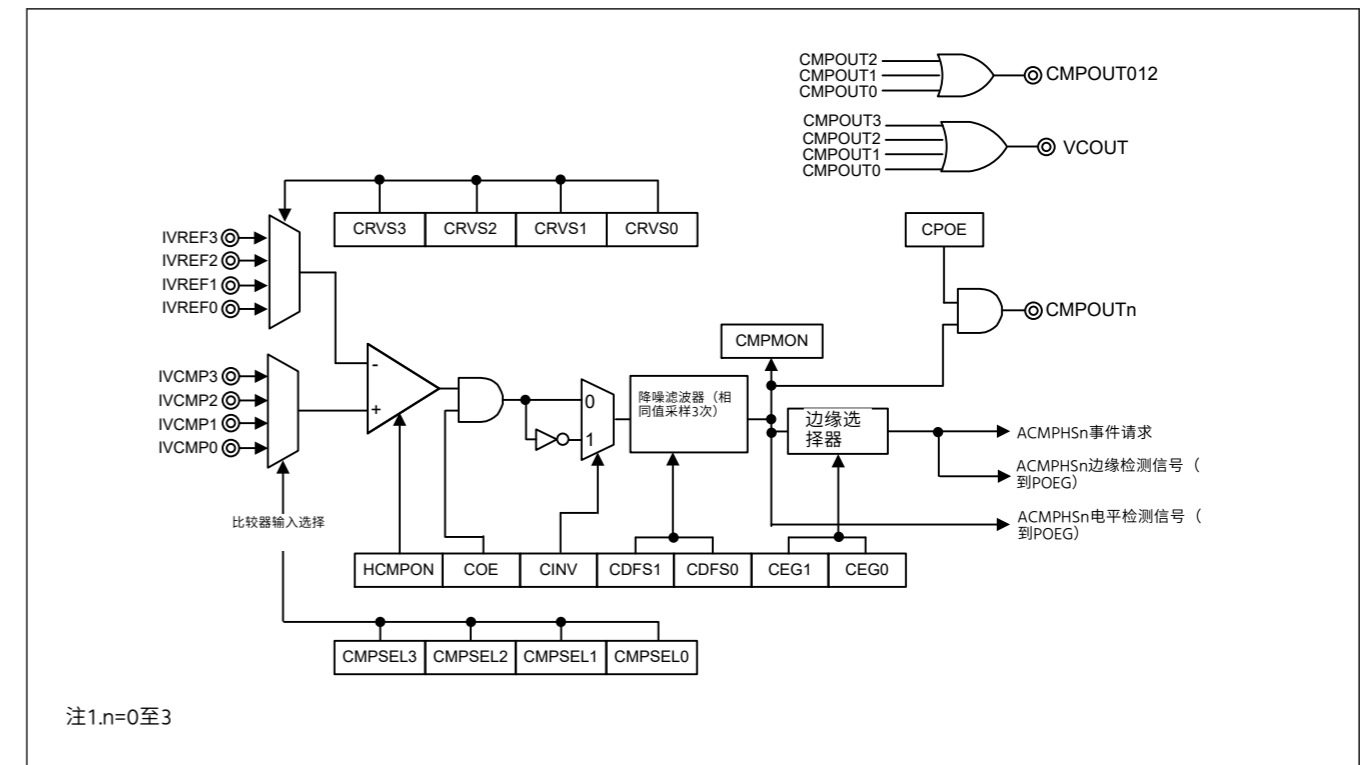 CMPOUT2
CMPOUT1
CMPOUT0
CMPOUT012
CMPOUT3
CMPOUT2
CMPOUT1
CMPOUT0
VCOUT
CRVS3 CRVS2 CRVS1 CRVS0
CPOE
IVREF3
IVREF2
IVREF1
IVREF0
CMPOUTn
CMPMON
IVCMP3
IVCMP2
IVCMP1
IVCMP0
-
+
0
1
降噪滤波器（相
同值采样3次）
边缘选
择器
ACMPHSn事件请求
ACMPHSn边缘检测信号（
到POEG）
ACMPHSn电平检测信号（
到POEG）
比较器输入选择
HCMPON COE CINV CDFS1 CDFS0 CEG1 CEG0
CMPSEL3 CMPSEL2 CMPSEL1 CMPSEL0
注1.n=0至3